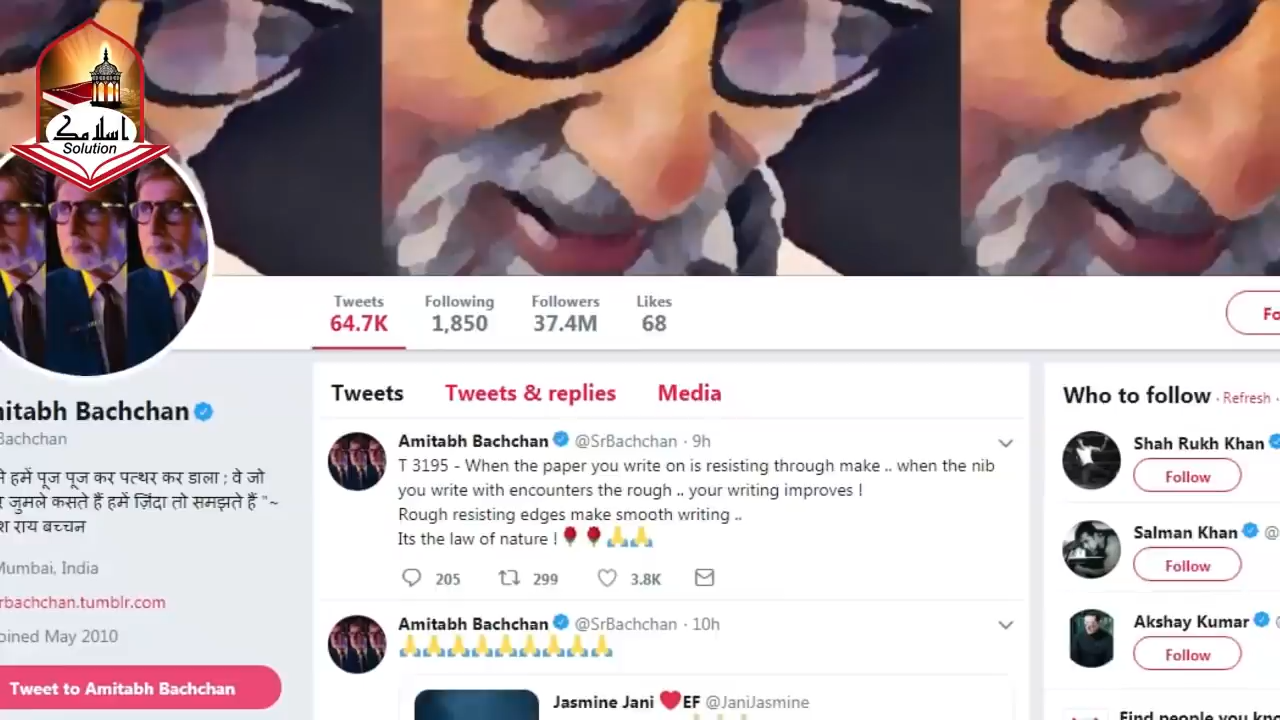 اسلامک
Solution
Tweets
64.7K
Following
1,850
Followers
37.4M
Likes
68
Bachchan
हमें पूज पूज कर पत्थर कर डाला ; वे जो
जुमले कसते हैं हमें ज़िंदा तो समझते हैं "~
राय बच्चन
Mumbai, India
rbachchan.tumblr.com
oined May 2010
Tweet to Amitabh Bachchan
Tweets
Tweets & replies
Media
Amitabh Bachchan @SrBachchan · 9h
T 3195 - When the paper you write on is resisting through make .. when the nib
you write with encounters the rough .. your writing improves !
Rough resisting edges make smooth writing ..
Its the law of nature ! 🌹 🌹 🙏 🙏
205
299
3.8K
Amitabh Bachchan @SrBachchan · 10h
🙏🙏🙏🙏🙏🙏🙏🙏🙏
Jasmine Jani ❤️EF @JaniJasmine
Who to follow · Refresh ·
Shah Rukh Khan
Follow
Salman Khan @
Follow
Akshay Kumar @
Follow
Find people you kno